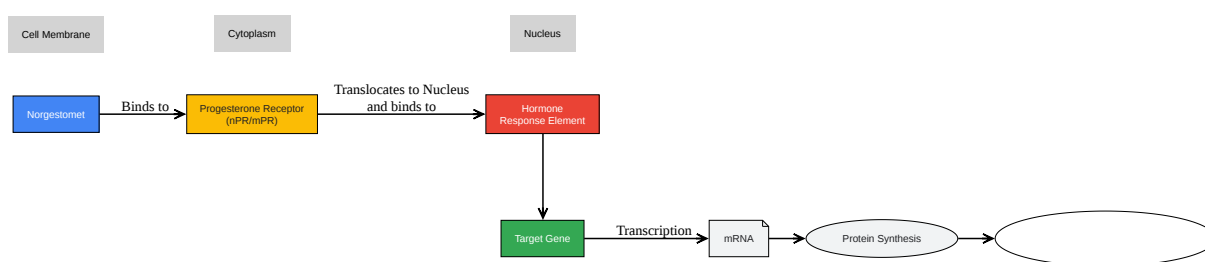 Cell Membrane
Cytoplasm
Nucleus
Norgestomet
Binds to
Progesterone Receptor
(nPR/mPR)
Translocates to Nucleus
and binds to
Hormone
Response Element
Target Gene
Transcription
mRNA
Protein Synthesis